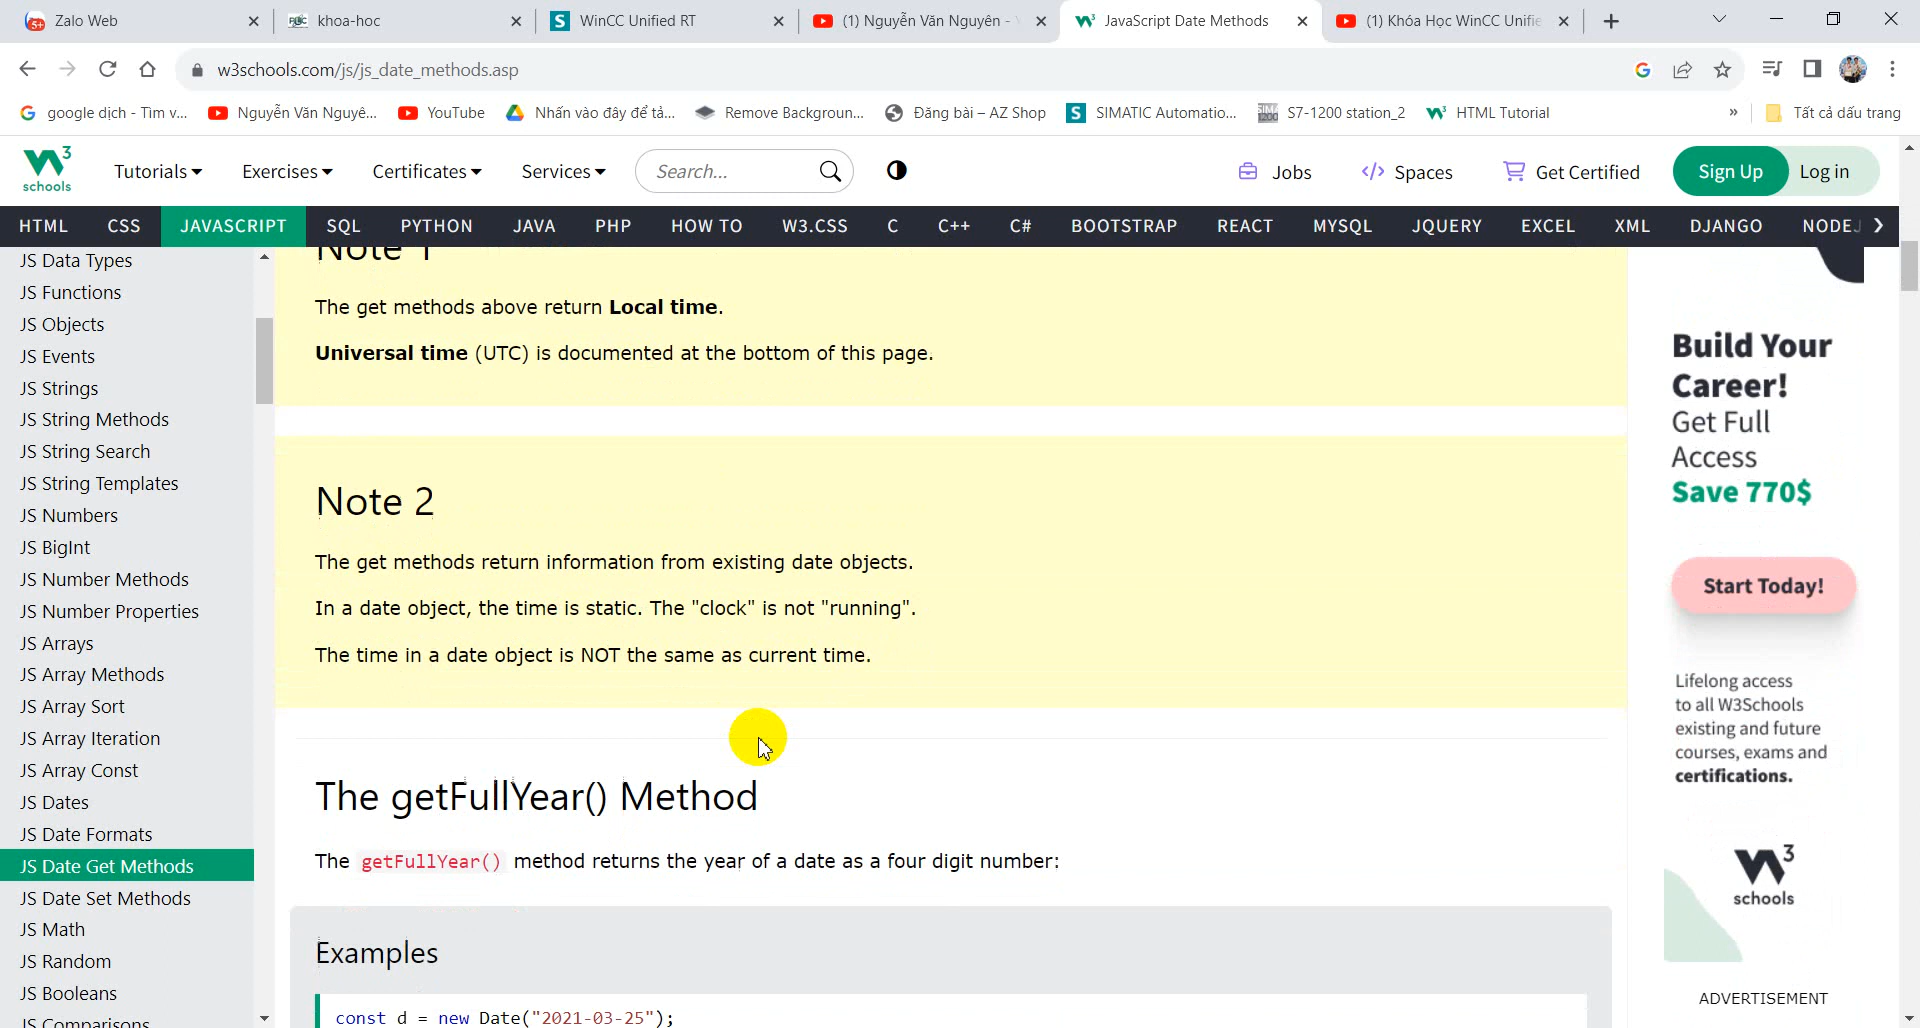 Zalo Web
khoa-hoc
WinCC Unified RT
(1) Nguyễn Văn Nguyên -
JavaScript Date Methods
(1) Khóa Học WinCC Unifie
w3schools.com/js/js_date_methods.asp
google dịch - Tìm v...
Nguyễn Văn Nguyê...
YouTube
Nhấn vào đây để tả...
Remove Backgroun...
Đăng bài – AZ Shop
SIMATIC Automatio...
S7-1200 station_2
HTML Tutorial
»
Tất cả dấu trang
W3 schools
Tutorials
Exercises
Certificates
Services
Search...
Jobs
Spaces
Get Certified
Sign Up
Log in
HTML CSS JAVASCRIPT SQL PYTHON JAVA PHP HOW TO W3.CSS C C++ C# BOOTSTRAP REACT MYSQL JQUERY EXCEL XML DJANGO NODEJ
JS Data Types
JS Functions
JS Objects
JS Events
JS Strings
JS String Methods
JS String Search
JS String Templates
JS Numbers
JS BigInt
JS Number Methods
JS Number Properties
JS Arrays
JS Array Methods
JS Array Sort
JS Array Iteration
JS Array Const
JS Dates
JS Date Formats
JS Date Get Methods
JS Date Set Methods
JS Math
JS Random
JS Booleans
JS Comparisons
Note 1
The get methods above return Local time.
Universal time (UTC) is documented at the bottom of this page.
Note 2
The get methods return information from existing date objects.
In a date object, the time is static. The "clock" is not "running".
The time in a date object is NOT the same as current time.
The getFullYear() Method
The getFullYear() method returns the year of a date as a four digit number:
Examples
const d = new Date("2021-03-25");
Build Your
Career!
Get Full
Access
Save 770$
Start Today!
Lifelong access
to all W3Schools
existing and future
courses, exams and
certifications.
W3
schools
ADVERTISEMENT